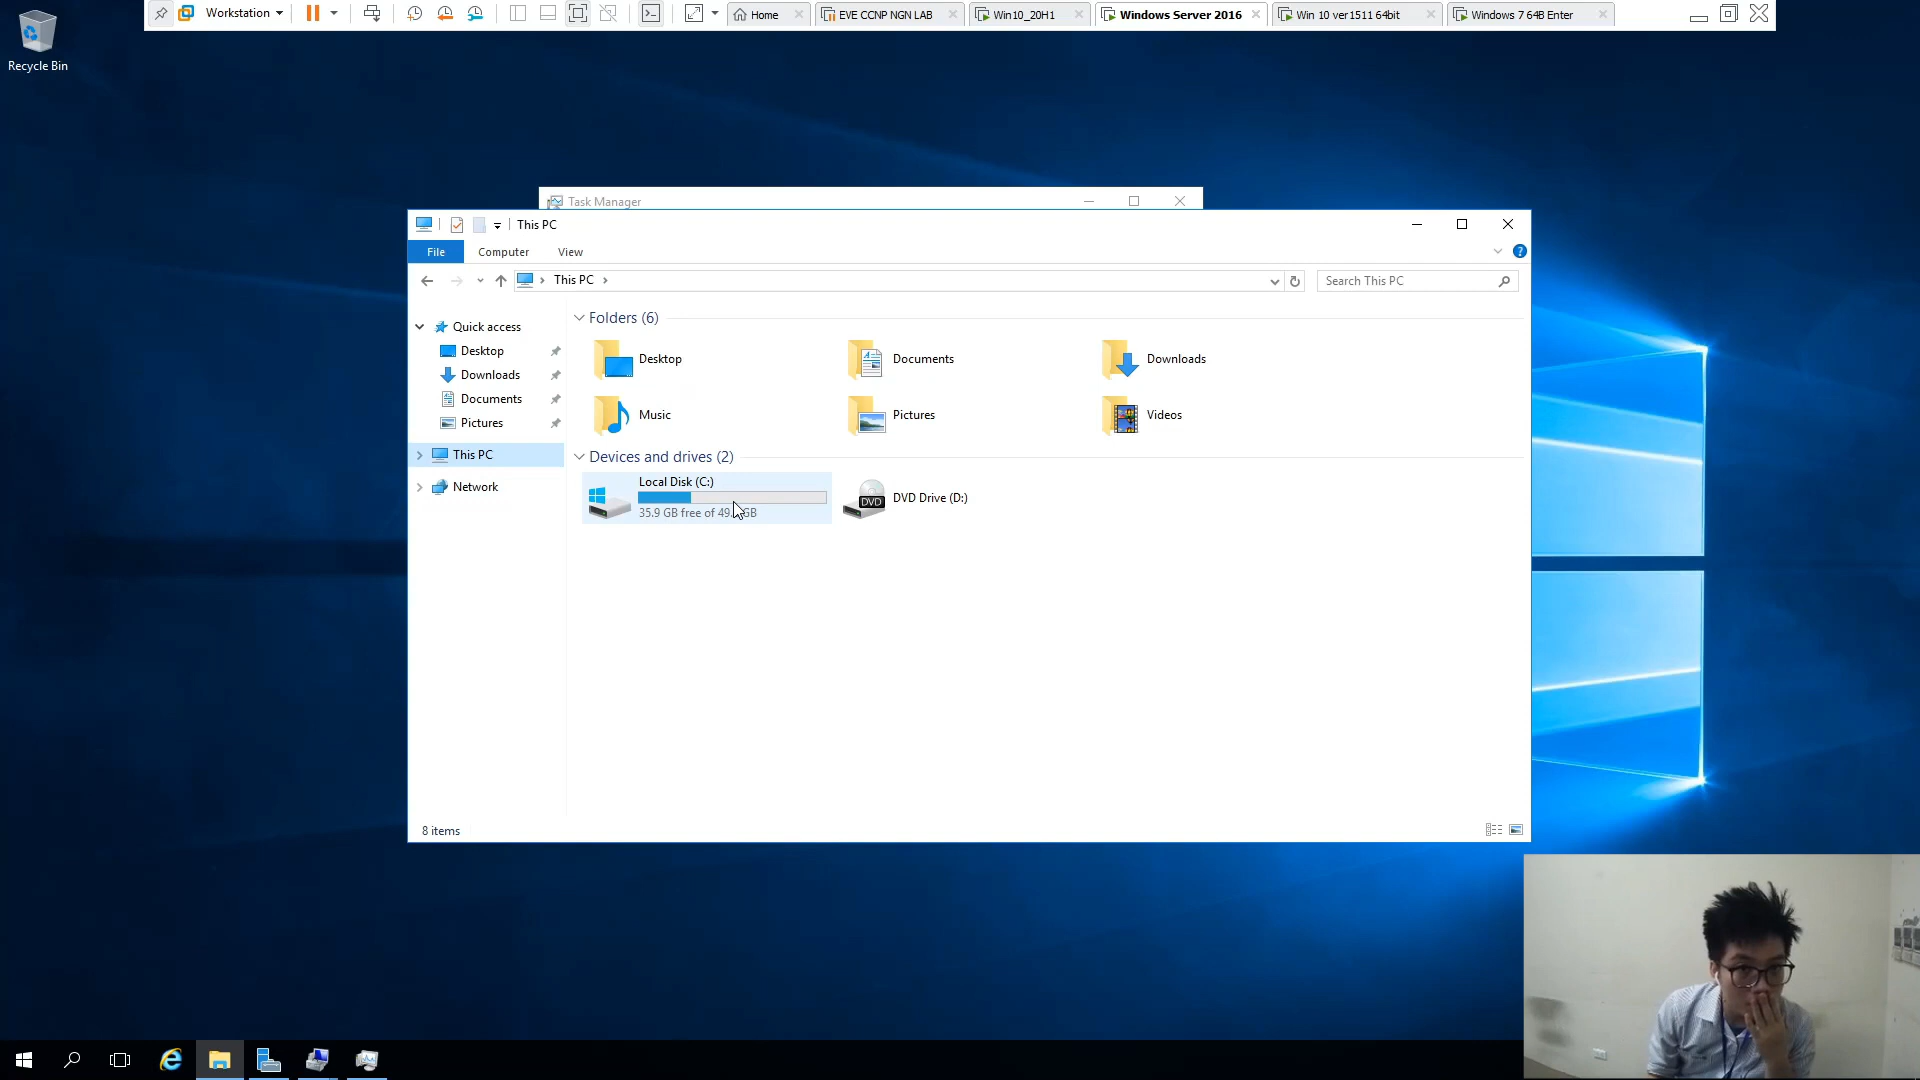 Workstation
Home
EVE CCNP NGN LAB
Win10_20H1
Windows Server 2016
Win 10 ver1511 64bit
Windows 7 64B Enter
Recycle Bin
Task Manager
This PC
File
Computer
View
This PC
Search This PC
Quick access
Desktop
Downloads
Documents
Pictures
This PC
Network
Folders (6)
Desktop
Documents
Downloads
Music
Pictures
Videos
Devices and drives (2)
Local Disk (C:)
35.9 GB free of 49. GB
DVD
DVD Drive (D:)
8 items